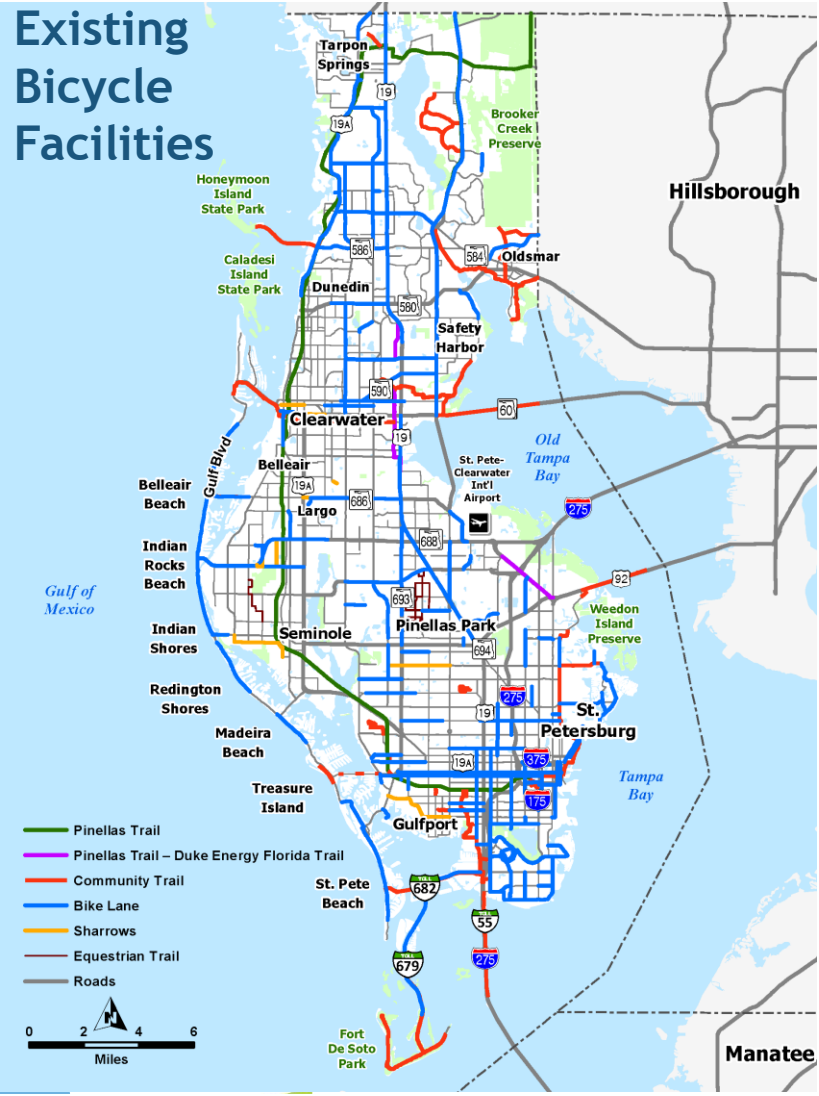 Existing
Bicycle
Facilities
Tarpon
Springs
19
19A
Brooker
Creek
Preserve
Hillsborough
Honeymoon
Island
State Park
586
584
Oldsmar
Caladesi
Island
State Park
Dunedin
580
Safety
Harbor
590
60
Clearwater
19
Old
Tampa
Bay
Gulf Blvd
Belleair
St. Pete-
Clearwater
Int'l
Airport
Belleair
Beach
19A
686
Largo
275
688
Indian
Rocks
Beach
92
Gulf of
Mexico
693
Weedon
Island
Preserve
Pinellas Park
Indian
Shores
Seminole
694
Redington
Shores
275
19
St.
Petersburg
Madeira
Beach
375
19A
Tampa
Bay
Treasure
Island
175
Gulfport
Pinellas Trail
Pinellas Trail – Duke Energy Florida Trail
Community Trail
Bike Lane
Sharrows
Equestrian Trail
Roads
St. Pete
Beach
TOLL
682
TOLL
55
TOLL
679
275
N
0 2 4 6
Miles
Fort
De Soto
Park
Manatee